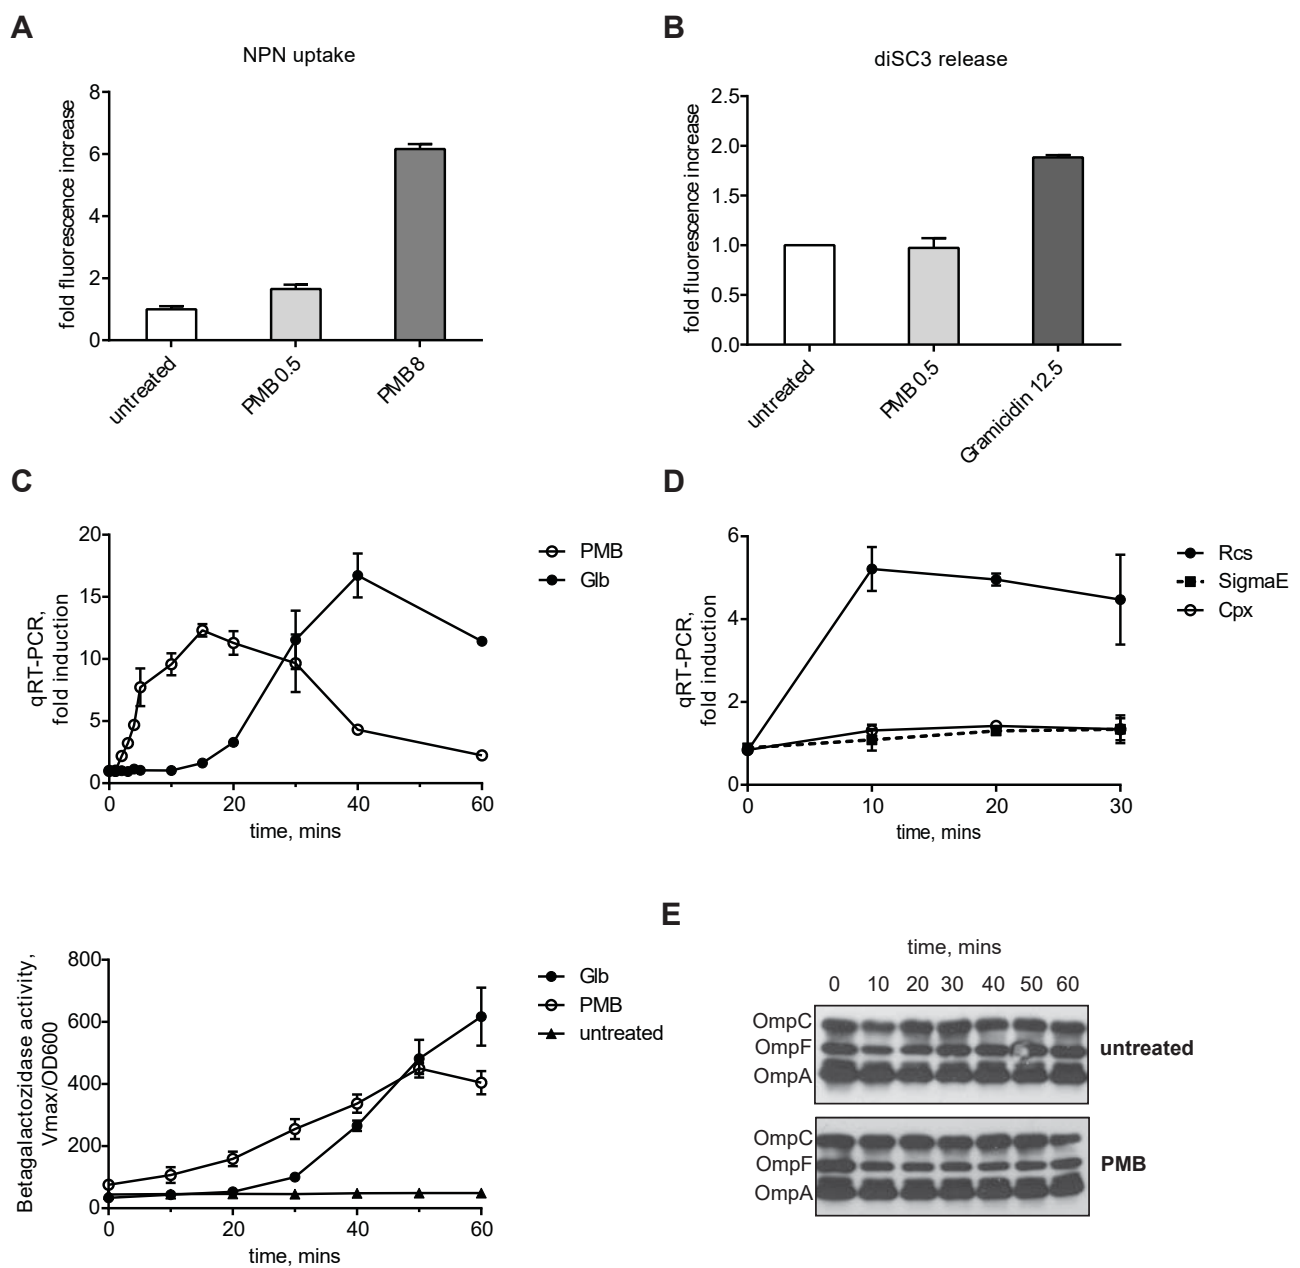 A
NPN uptake
fold fluorescence increase
8
6
4
2
0
untreated
PMB 0.5
PMB 8
B
diSC3 release
fold fluorescence increase
2.5
2.0
1.5
1.0
0.5
0.0
untreated
PMB 0.5
Gramicidin 12.5
C
qRT-PCR,
fold induction
20
15
10
5
0
0 20 40 60
time, mins
PMB
Glb
D
qRT-PCR,
fold induction
6
4
2
0
0 10 20 30
time, mins
Rcs
SigmaE
Cpx
Betagalactozidase activity,
Vmax/OD600
800
600
400
200
0
0 20 40 60
time, mins
Glb
PMB
untreated
E
time, mins
0 10 20 30 40 50 60
OmpC
OmpF
OmpA
untreated
OmpC
OmpF
OmpA
PMB